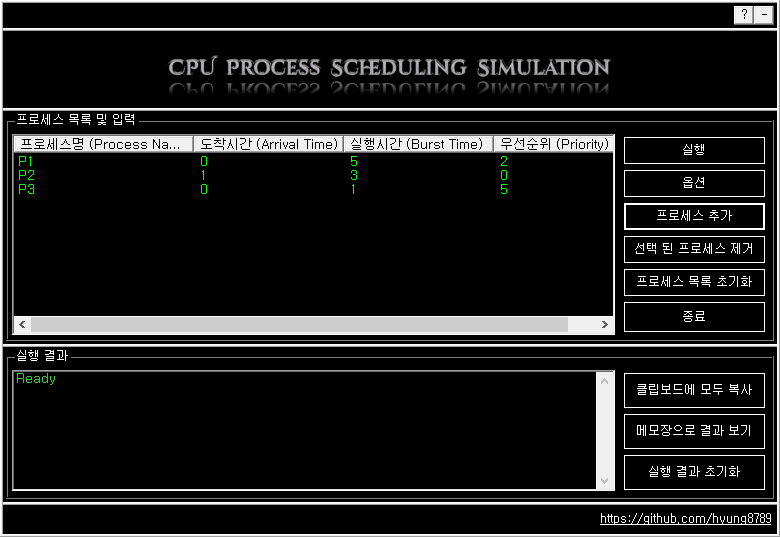 ? -
CPU PROCESS SCHEDULING SIMULATION
프로세스 목록 및 입력
프로세스명 (Process Na... 도착시간 (Arrival Time) 실행시간 (Burst Time) 우선순위 (Priority)
P1 0 5 2
P2 1 3 0
P3 0 1 5
실행
옵션
프로세스 추가
선택 된 프로세스 제거
프로세스 목록 초기화
종료
실행 결과
Ready
클립보드에 모두 복사
메모장으로 결과 보기
실행 결과 초기화
https://github.com/hyung8789